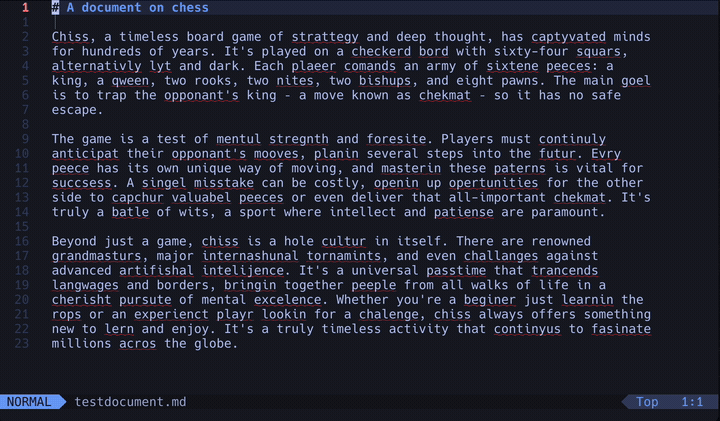 1 # A document on chess
1
2 Chiss, a timeless board game of strattegy and deep thought, has captyvated minds
3 for hundreds of years. It's played on a checkerd bord with sixty-four squars,
4 alternativly lyt and dark. Each plaeer comands an army of sixtene peeces: a
5 king, a qween, two rooks, two nites, two bishups, and eight pawns. The main goel
6 is to trap the opponant's king - a move known as chekmat - so it has no safe
7 escape.
8
9 The game is a test of mentul stregnth and foresite. Players must continuly
10 anticipat their opponant's mooves, planin several steps into the futur. Evry
11 peece has its own unique way of moving, and masterin these paterns is vital for
12 succsess. A singel misstake can be costly, openin up opertunities for the other
13 side to capchur valuabel peeces or even deliver that all-important chekmat. It's
14 truly a batle of wits, a sport where intellect and patiense are paramount.
15
16 Beyond just a game, chiss is a hole cultur in itself. There are renowned
17 grandmasturs, major internashunal tornamints, and even challanges against
18 advanced artifishal intelijence. It's a universal passtime that trancends
19 langwages and borders, bringin together peeple from all walks of life in a
20 cherisht pursute of mental excelence. Whether you're a beginer just learnin the
21 rops or an experienct playr lookin for a chalenge, chiss always offers something
22 new to lern and enjoy. It's a truly timeless activity that continyus to fasinate
23 millions acros the globe.
NORMAL testdocument.md Top 1:1